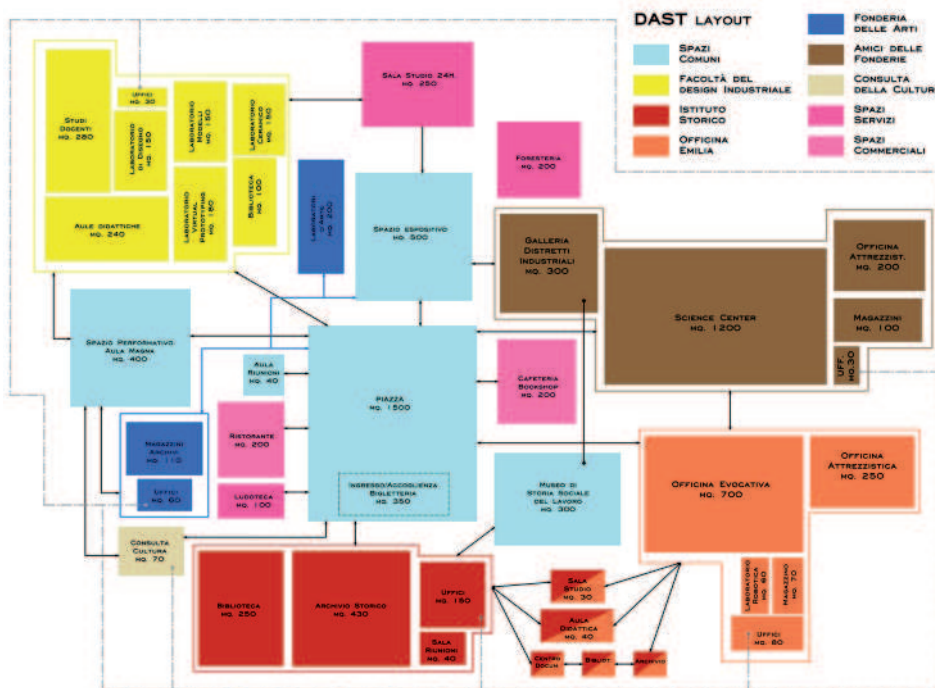 DAST LAYOUT
SPAZI
COMUNI
FACOLTÀ DEL
DESIGN INDUSTRIALE
ISTITUTO
STORICO
OFFICINA
EMILIA
FONDERIA
DELLE ARTI
AMICI DELLE
FONDERIE
CONSULTA
DELLA CULTUR
SPAZI
SERVIZI
SPAZI
COMMERCIALI
STUDI
DOCENTI
MQ. 280
UFFICI
MQ. 30
LABORATORIO
DI DISEGNO
MQ. 150
LABORATORIO
MODELLI
MQ. 150
LABORATORIO
CERAMICO
MQ. 150
AULE DIDATTICHE
MQ. 240
LABORATORIO
VIRTUAL
PROTOTYPING
MQ. 180
BIBLIOTECA
MQ. 100
SALA STUDIO 24H.
MQ. 250
FORESTERIA
MQ. 200
LABORATORI
D'ARTE
MQ. 200
SPAZIO ESPOSITIVO
MQ. 500
GALLERIA
DISTRETTI
INDUSTRIALI
MQ. 300
SCIENCE CENTER
MQ. 1200
OFFICINA
ATTREZZIST.
MQ. 200
MAGAZZINI
MQ. 100
UFF.
MQ.30
SPAZIO PERFORMATIVO
AULA MAGNA
MQ. 400
AULA
RIUNIONI
MQ. 40
PIAZZA
MQ. 1500
CAFETERIA
BOOKSHOP
MQ. 200
RISTORANTE
MQ. 200
LUDOTECA
MQ. 100
INGRESSO/ACCOGLIENZA
BIGLETTERIA
MQ. 350
MAGAZZINI
ARCHIVI
MQ. 110
UFFICI
MQ. 60
MUSEO DI
STORIA SOCIALE
DEL LAVORO
MQ. 300
OFFICINA EVOCATIVA
MQ. 700
OFFICINA
ATTREZZISTICA
MQ. 250
CONSULTA
CULTURA
MQ. 70
BIBLIOTECA
MQ. 250
ARCHIVIO STORICO
MQ. 430
UFFICI
MQ. 150
SALA
RIUNIONI
MQ. 40
SALA
STUDIO
MQ. 30
AULA
DIDATTICA
MQ. 40
CENTRO
DOCUM.
BIBLIOT.
ARCHIVIO
LABORATORIO
ROBOTICA
MQ. 60
MAGAZZINO
MQ. 70
UFFICI
MQ. 80